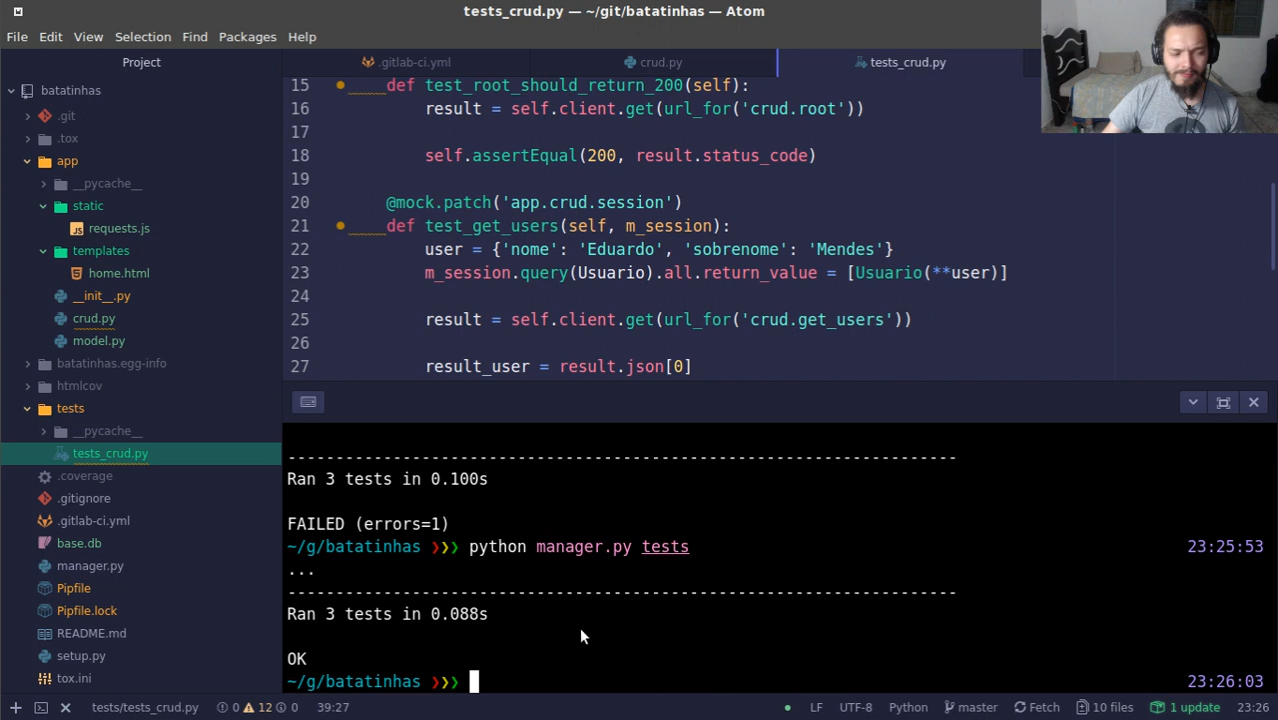 tests_crud.py — ~/git/batatinhas — Atom
File Edit View Selection Find Packages Help
Project
.gitlab-ci.yml
crud.py
tests_crud.py
batatinhas
.git
.tox
app
__pycache__
static
requests.js
templates
home.html
__init__.py
crud.py
model.py
batatinhas.egg-info
htmlcov
tests
__pycache__
tests_crud.py
.coverage
.gitignore
.gitlab-ci.yml
base.db
manager.py
Pipfile
Pipfile.lock
README.md
setup.py
tox.ini
15 def test_root_should_return_200(self):
16 result = self.client.get(url_for('crud.root'))
17
18 self.assertEqual(200, result.status_code)
19
20 @mock.patch('app.crud.session')
21 def test_get_users(self, m_session):
22 user = {'nome': 'Eduardo', 'sobrenome': 'Mendes'}
23 m_session.query(Usuario).all.return_value = [Usuario(**user)]
24
25 result = self.client.get(url_for('crud.get_users'))
26
27 result_user = result.json[0]
----------------------------------------------------------------------
Ran 3 tests in 0.100s
FAILED (errors=1)
~/g/batatinhas ❯❯❯ python manager.py tests 23:25:53
...
----------------------------------------------------------------------
Ran 3 tests in 0.088s
OK
~/g/batatinhas ❯❯❯ 23:26:03
tests/tests_crud.py 0 12 0 39:27 LF UTF-8 Python master Fetch 10 files 1 update 23:26